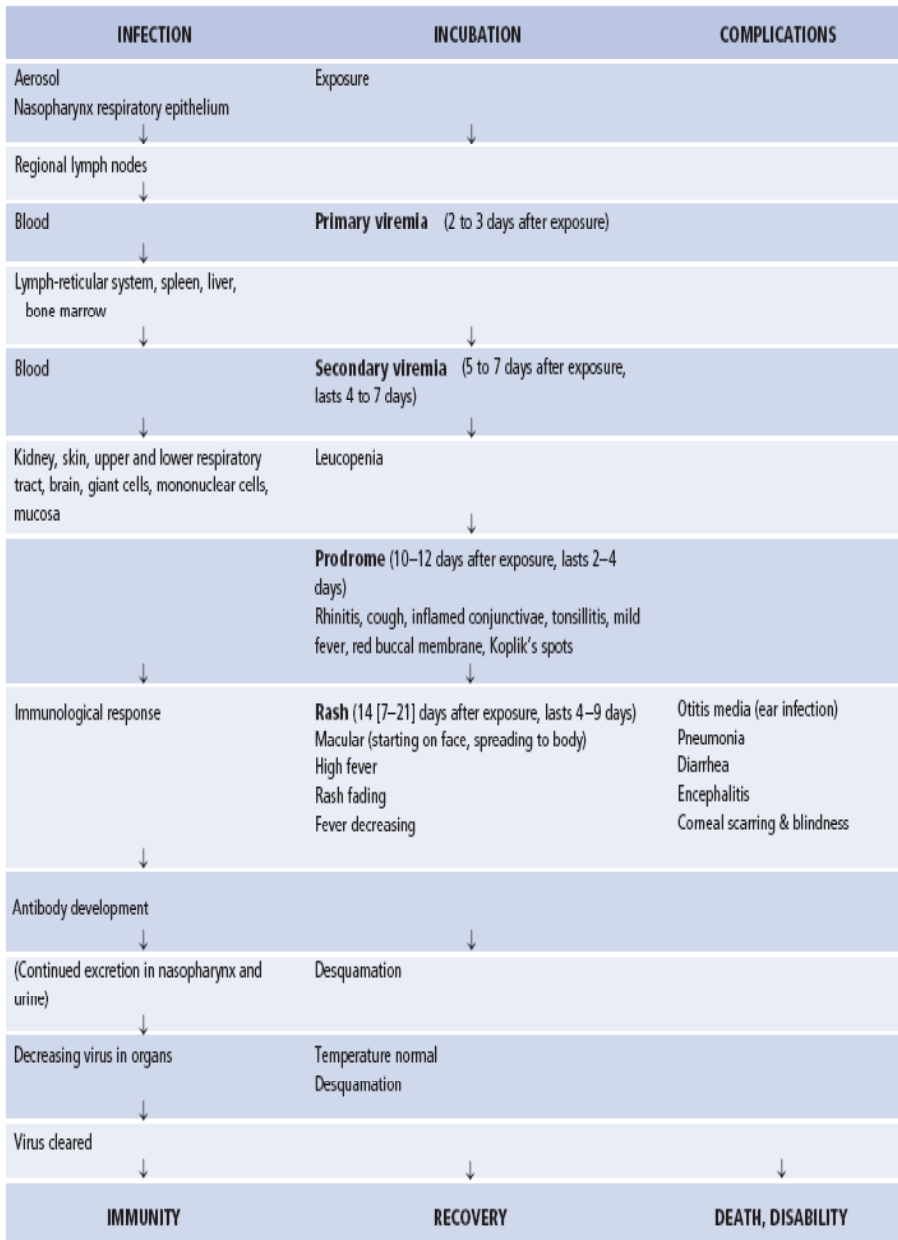 INFECTION INCUBATION COMPLICATIONS
Aerosol Exposure
Nasopharynx respiratory epithelium
↓ ↓
Regional lymph nodes
↓
Blood Primary viremia (2 to 3 days after exposure)
↓
Lymph-reticular system, spleen, liver,
bone marrow
↓ ↓
Blood Secondary viremia (5 to 7 days after exposure,
lasts 4 to 7 days)
↓ ↓
Kidney, skin, upper and lower respiratory Leucopenia
tract, brain, giant cells, mononuclear cells,
mucosa
↓
Prodrome (10–12 days after exposure, lasts 2–4
days)
Rhinitis, cough, inflamed conjunctivae, tonsillitis, mild
fever, red buccal membrane, Koplik's spots
↓ ↓
Immunological response Rash (14 [7–21] days after exposure, lasts 4–9 days) Otitis media (ear infection)
Macular (starting on face, spreading to body) Pneumonia
High fever Diarrhea
Rash fading Encephalitis
Fever decreasing Corneal scarring & blindness
↓
Antibody development
↓ ↓
(Continued excretion in nasopharynx and Desquamation
urine)
↓
Decreasing virus in organs Temperature normal
Desquamation
↓
Virus cleared
↓ ↓ ↓
IMMUNITY RECOVERY DEATH, DISABILITY